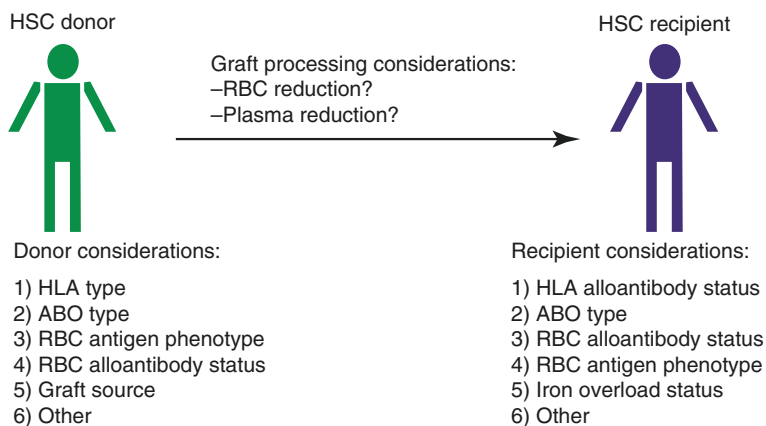 HSC donor
HSC recipient
Graft processing considerations:
–RBC reduction?
–Plasma reduction?
Donor considerations:
1) HLA type
2) ABO type
3) RBC antigen phenotype
4) RBC alloantibody status
5) Graft source
6) Other
Recipient considerations:
1) HLA alloantibody status
2) ABO type
3) RBC alloantibody status
4) RBC antigen phenotype
5) Iron overload status
6) Other